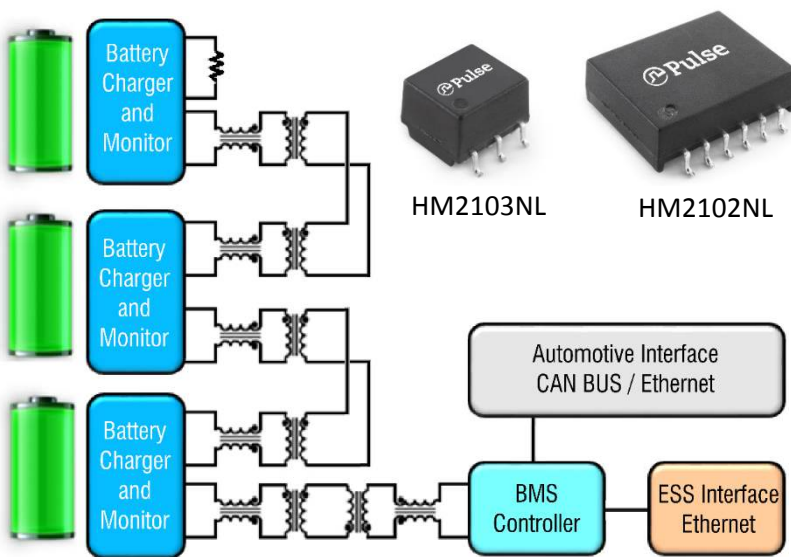 Battery
Charger
and
Monitor
Pulse
Pulse
HM2103NL
HM2102NL
Battery
Charger
and
Monitor
Automotive Interface
CAN BUS / Ethernet
Battery
Charger
and
Monitor
BMS
Controller
ESS Interface
Ethernet